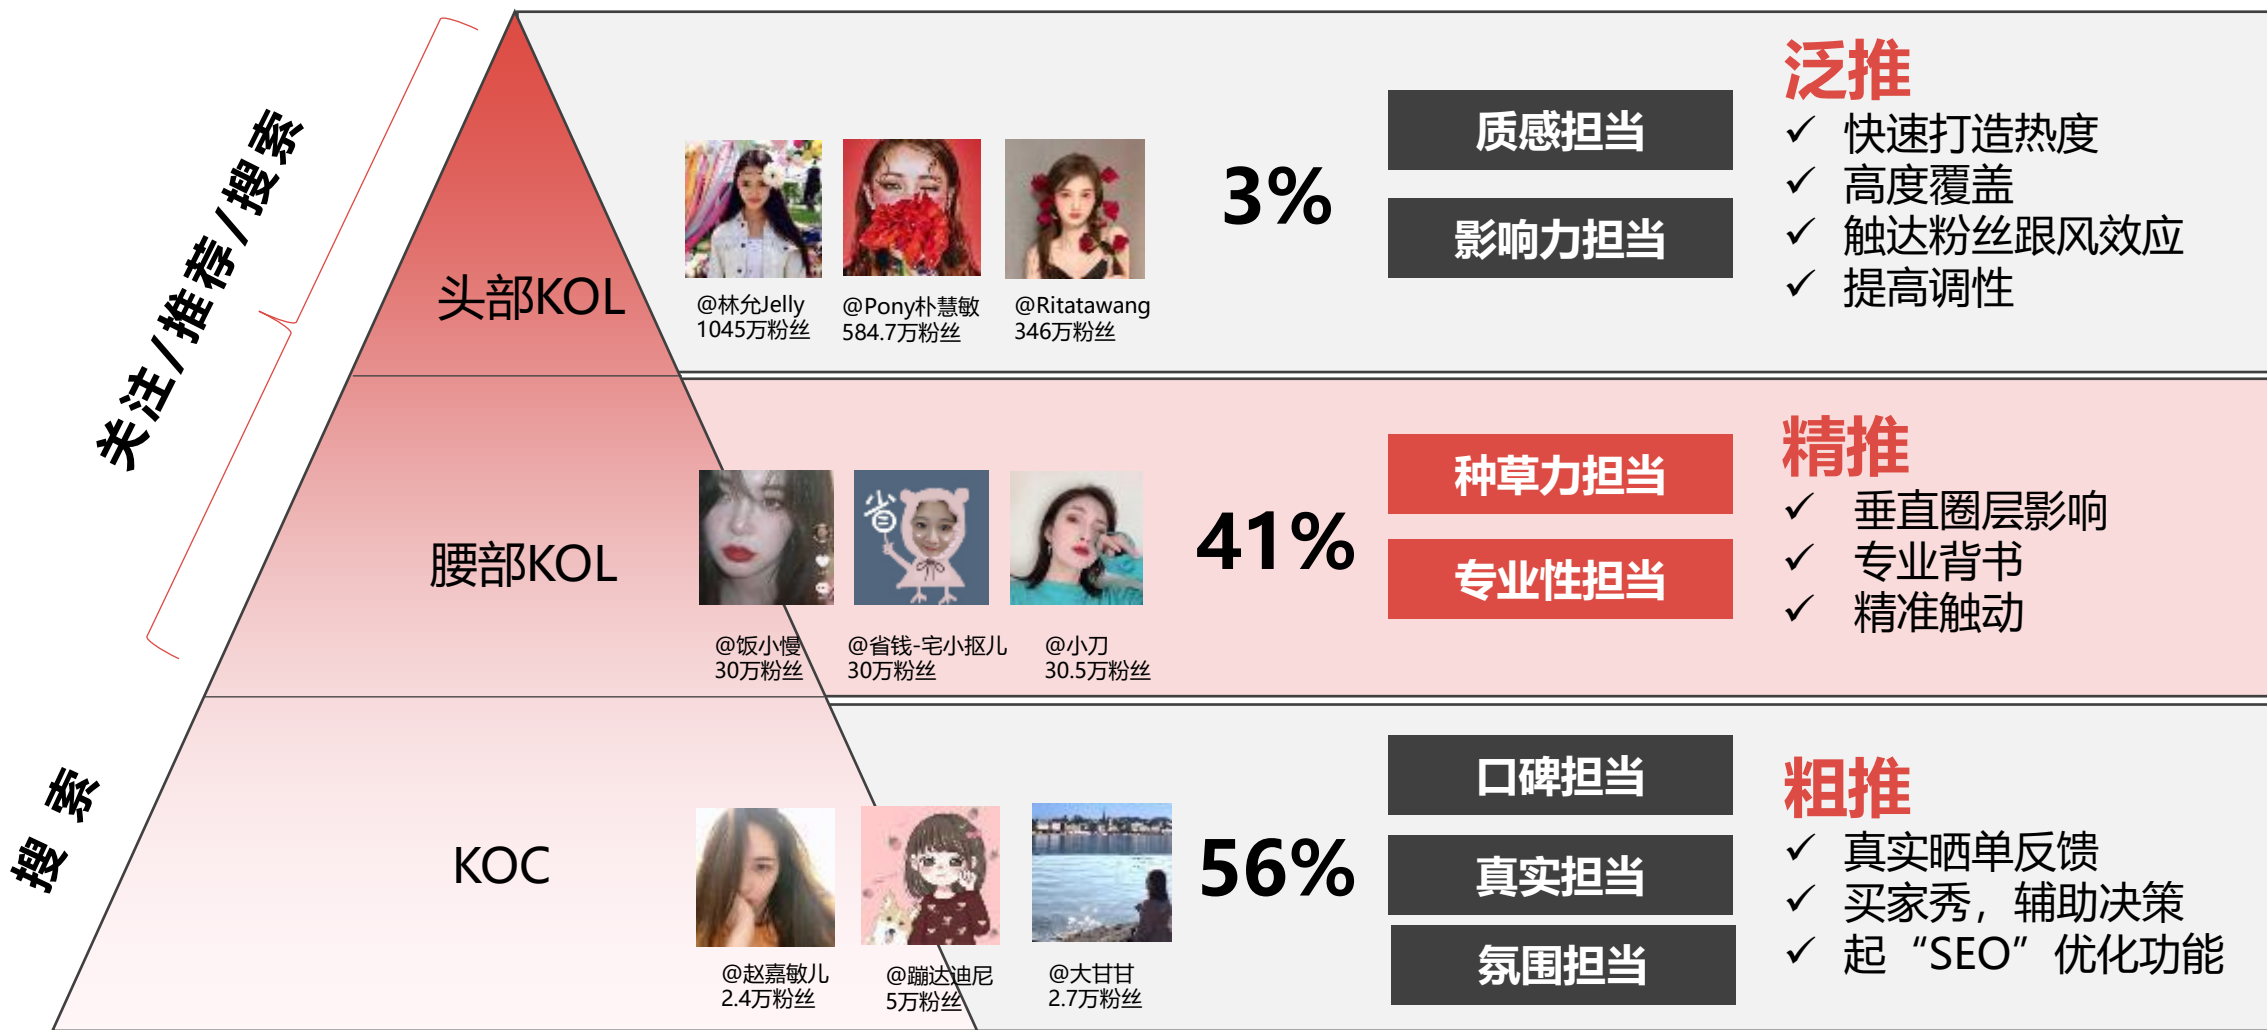 关注/推荐/搜索
搜 索
头部KOL
@林允Jelly
1045万粉丝
@Pony朴慧敏
584.7万粉丝
@Ritatawang
346万粉丝
3%
质感担当
影响力担当
泛推
✓ 快速打造热度
✓ 高度覆盖
✓ 触达粉丝跟风效应
✓ 提高调性
腰部KOL
省
@饭小慢
30万粉丝
@省钱-宅小抠儿
30万粉丝
@小刀
30.5万粉丝
41%
种草力担当
专业性担当
精推
✓ 垂直圈层影响
✓ 专业背书
✓ 精准触动
KOC
@赵嘉敏儿
2.4万粉丝
@蹦达迪尼
5万粉丝
@大甘甘
2.7万粉丝
56%
口碑担当
真实担当
氛围担当
粗推
✓ 真实晒单反馈
✓ 买家秀，辅助决策
✓ 起“SEO”优化功能